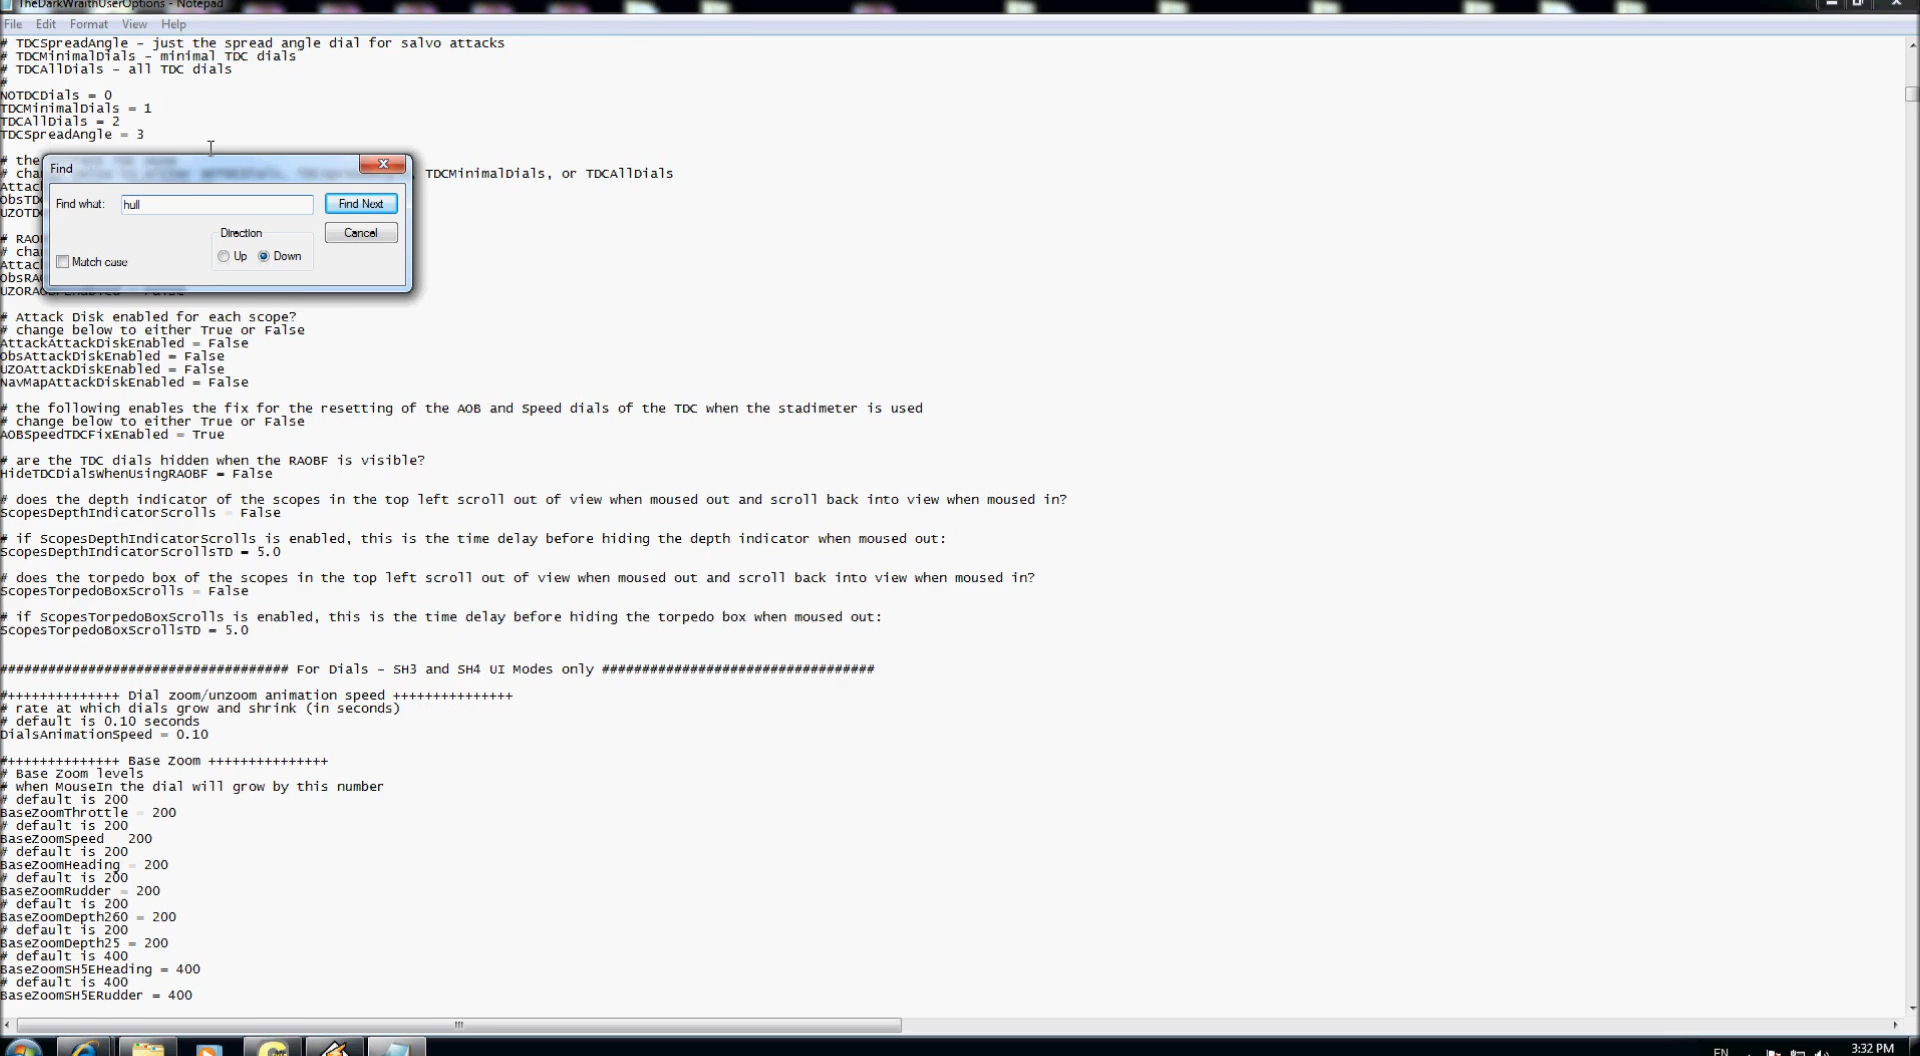 TheDarkWraithUserOptions - Notepad
File Edit Format View Help
# TDCSpreadAngle - just the spread angle dial for salvo attacks
# TDCMinimalDials - minimal TDC dials
# TDCAllDials - all TDC dials
#
NOTDCDials = 0
TDCMinimalDials = 1
TDCAllDials = 2
TDCSpreadAngle = 3
# the
# cha
TDCMinimalDials, or TDCAllDials
Attac
ObsTDC
UZOTDC
# RAO
# cha
Attac
ObsRAO
Find
Find what: hull
Find Next
Direction
Cancel
Up Down
Match case
# Attack Disk enabled for each scope?
# change below to either True or False
AttackAttackDiskEnabled = False
ObsAttackDiskEnabled = False
UZOAttackDiskEnabled = False
NavMapAttackDiskEnabled = False
# the following enables the fix for the resetting of the AOB and Speed dials of the TDC when the stadimeter is used
# change below to either True or False
AOBSpeedTDCFixEnabled = True
# are the TDC dials hidden when the RAOBF is visible?
HideTDCDialsWhenUsingRAOBF = False
# does the depth indicator of the scopes in the top left scroll out of view when moused out and scroll back into view when moused in?
ScopesDepthIndicatorScrolls = False
# if ScopesDepthIndicatorScrolls is enabled, this is the time delay before hiding the depth indicator when moused out:
ScopesDepthIndicatorScrollsTD = 5.0
# does the torpedo box of the scopes in the top left scroll out of view when moused out and scroll back into view when moused in?
ScopesTorpedoBoxScrolls = False
# if ScopesTorpedoBoxScrolls is enabled, this is the time delay before hiding the torpedo box when moused out:
ScopesTorpedoBoxScrollsTD = 5.0
#################################### For Dials - SH3 and SH4 UI Modes only ##################################
#++++++++++++++ Dial zoom/unzoom animation speed +++++++++++++++
# rate at which dials grow and shrink (in seconds)
# default is 0.10 seconds
DialsAnimationSpeed = 0.10
#++++++++++++++ Base Zoom +++++++++++++++
# Base Zoom levels
# when MouseIn the dial will grow by this number
# default is 200
BaseZoomThrottle = 200
# default is 200
BaseZoomSpeed 200
# default is 200
BaseZoomHeading = 200
# default is 200
BaseZoomRudder = 200
# default is 200
BaseZoomDepth260 = 200
# default is 200
BaseZoomDepth25 = 200
# default is 400
BaseZoomSH5EHeading = 400
# default is 400
BaseZoomSH5ERudder = 400
EN
3:32 PM